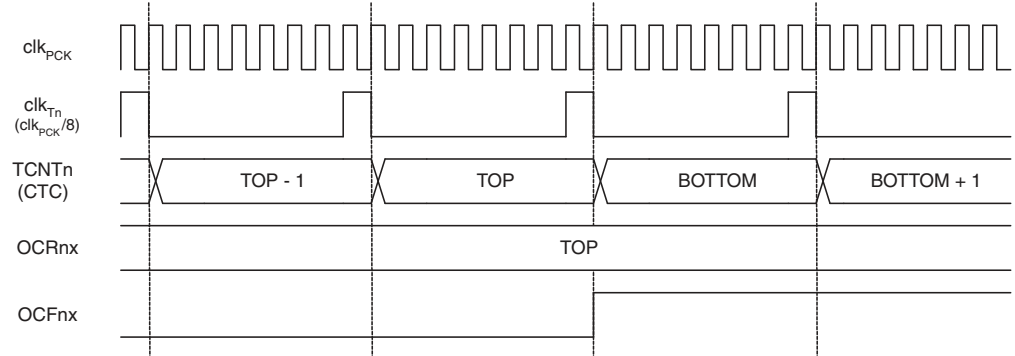 clkPCK
clkTn
(clkPCK/8)
TCNTn
(CTC)
TOP - 1
TOP
BOTTOM
BOTTOM + 1
OCRnx
TOP
OCFnx